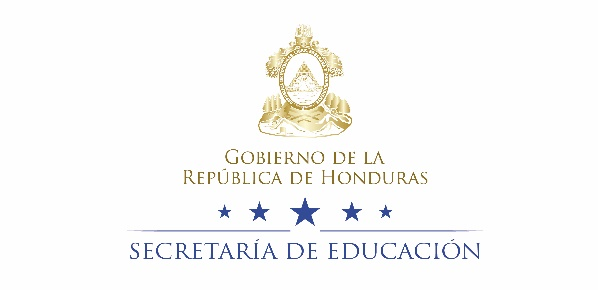 GOBIERNO DE LA
REPÚBLICA DE HONDURAS
SECRETARÍA DE EDUCACIÓN